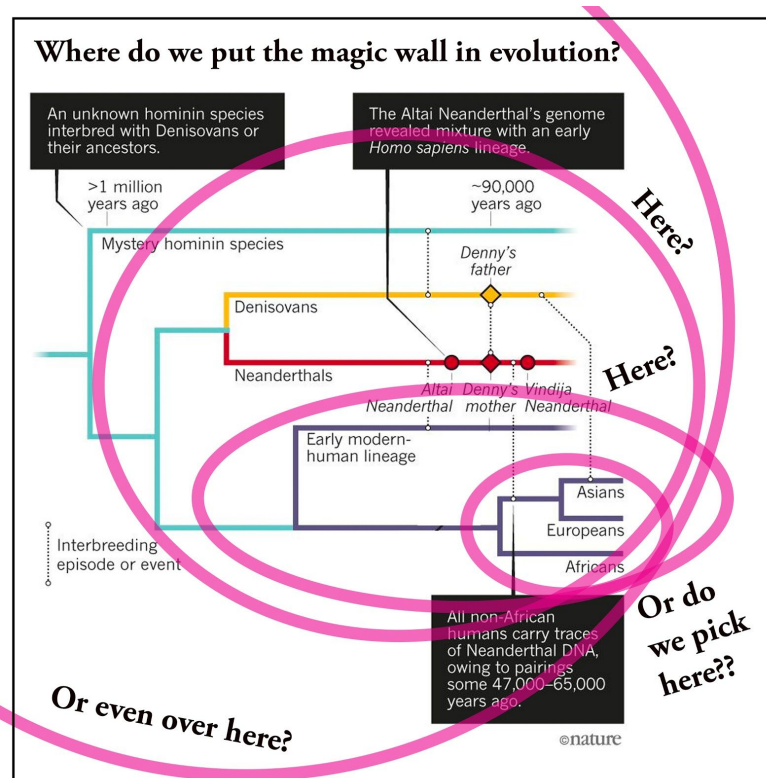 Where do we put the magic wall in evolution?
An unknown hominin species
interbred with Denisovans or
their ancestors.
The Altai Neanderthal's genome
revealed mixture with an early
Homo sapiens lineage.
>1 million
years ago
~90,000
years ago
Here?
Mystery hominin species
Denny's
father
Denisovans
Here?
Neanderthals
Altai
Neanderthal
Denny's
mother
Vindija
Neanderthal
Early modern-
human lineage
Asians
Europeans
Africans
Interbreeding
episode or event
All non-African
humans carry traces
of Neanderthal DNA,
owing to pairings
some 47,000–65,000
years ago.
Or do
we pick
here??
Or even over here?
©nature